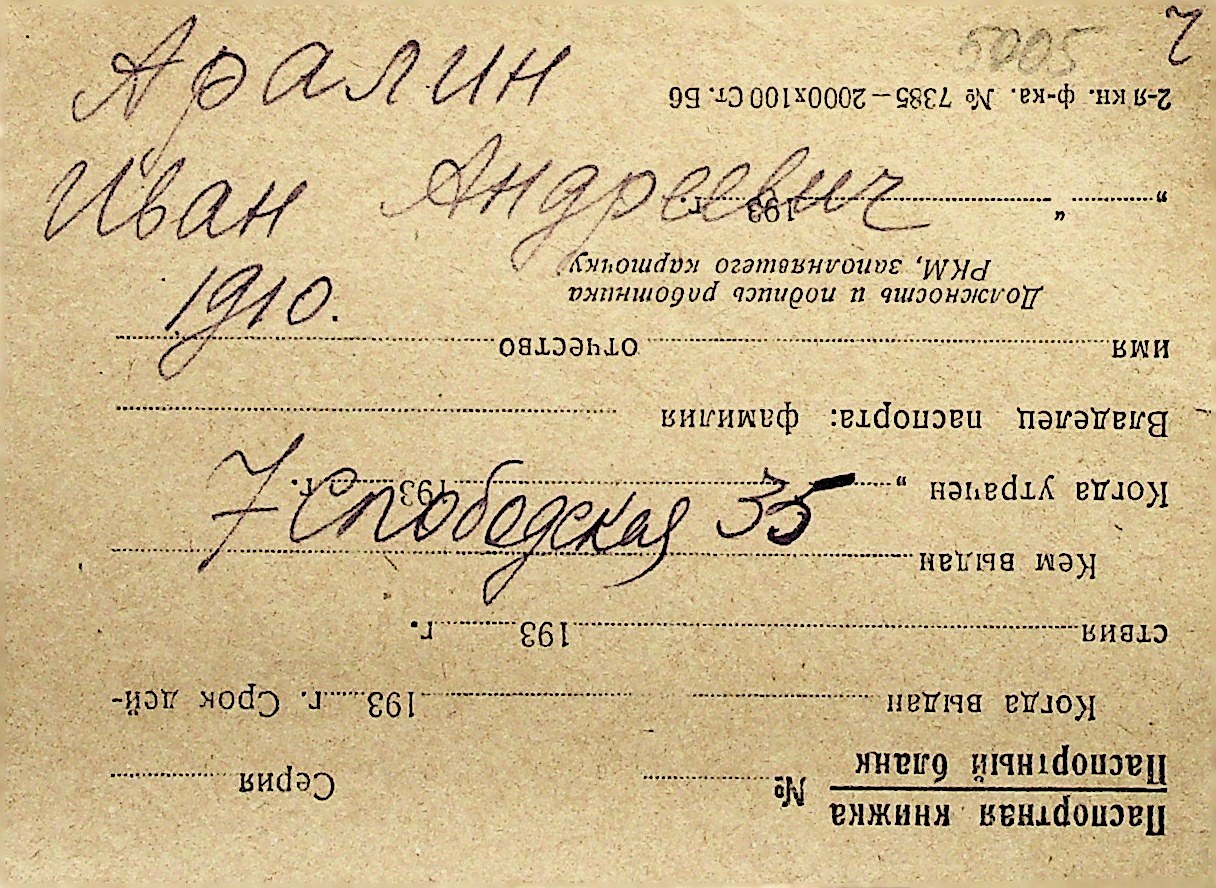 Аралин
Иван Андреевич
1910.
7 Слободская 35
5005
Паспортная книжка
Паспортный бланк
№ Серия
Когда выдан 193 г. Срок дей-
ствия 193 г.
Кем выдан
Когда утрачен „ 193 г.
Владелец паспорта: фамилия
имя отчество
Должность и подпись работника
РКМ, заполнявшего карточку
„ “ 193 г.
2-я кн. ф-ка. № 7385—2000х100 Ст. Б6